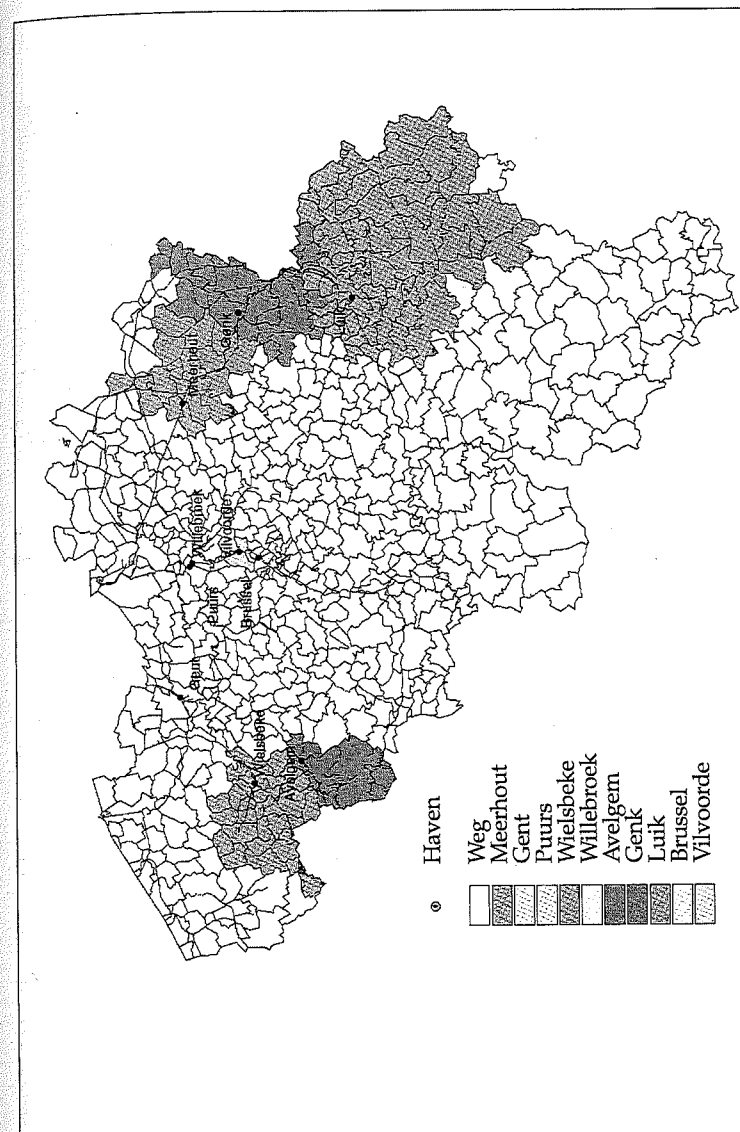 Meerhout
Genk
Luik
Willebroek
Vilvoorde
Puurs
Brussel
Gent
Wielsbeke
Avelgem
Haven
Weg
Meerhout
Gent
Puurs
Wielsbeke
Willebroek
Avelgem
Genk
Luik
Brussel
Vilvoorde